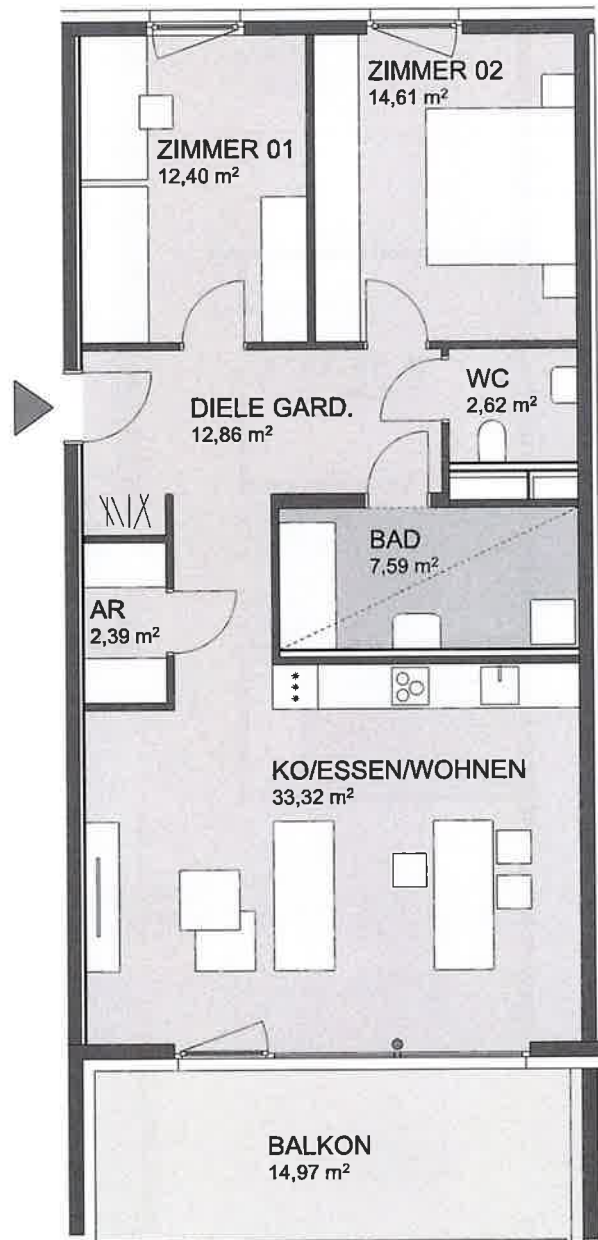 ZIMMER 01
12,40 m²
ZIMMER 02
14,61 m²
DIELE GARD.
12,86 m²
WC
2,62 m²
BAD
7,59 m²
AR
2,39 m²
KO/ESSEN/WOHNEN
33,32 m²
BALKON
14,97 m²